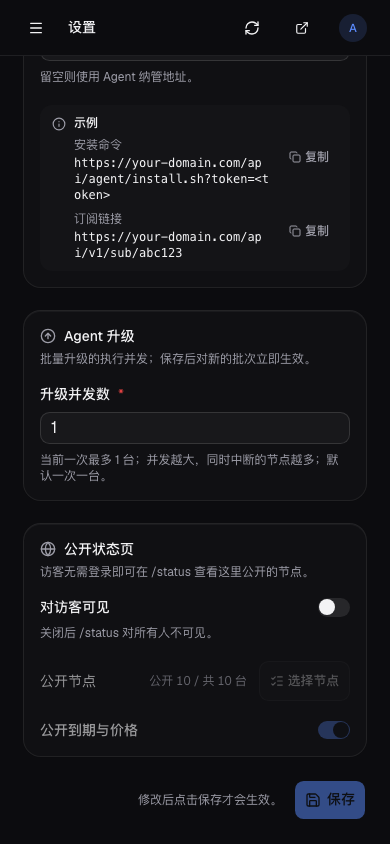 设置
A
留空则使用 Agent 纳管地址。
示例
安装命令
https://your-domain.com/ap
i/agent/install.sh?token=<t
oken>
复制
订阅链接
https://your-domain.com/ap
i/v1/sub/abc123
复制
Agent 升级
批量升级的执行并发；保存后对新的批次立即生效。
升级并发数 *
1
当前一次最多 1 台；并发越大，同时中断的节点越多；默
认一次一台。
公开状态页
访客无需登录即可在 /status 查看这里公开的节点。
对访客可见
关闭后 /status 对所有人不可见。
公开节点 公开 10 / 共 10 台 选择节点
公开到期与价格
修改后点击保存才会生效。 保存